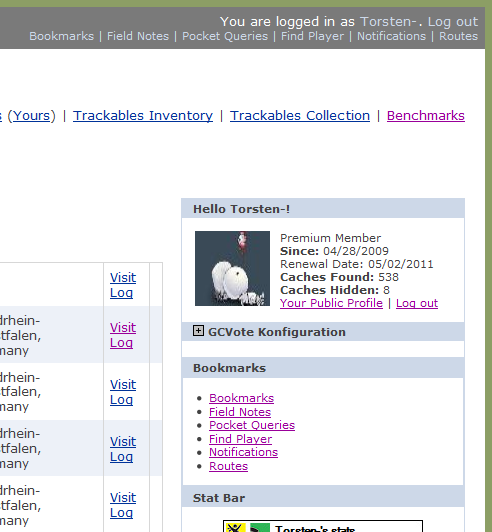 You are logged in as Torsten-. Log out
Bookmarks | Field Notes | Pocket Queries | Find Player | Notifications | Routes
(Yours) | Trackables Inventory | Trackables Collection | Benchmarks
Hello Torsten-!
Premium Member
Since: 04/28/2009
Renewal Date: 05/02/2011
Caches Found: 538
Caches Hidden: 8
Your Public Profile | Log out
GCVote Konfiguration
Bookmarks
Bookmarks
Field Notes
Pocket Queries
Find Player
Notifications
Routes
Stat Bar
Torsten-'s stats
Visit
Log
drhein-
stfalen,
many
Visit
Log
drhein-
stfalen,
many
Visit
Log
drhein-
stfalen,
many
Visit
Log
drhein-
stfalen,
many
Visit
Log